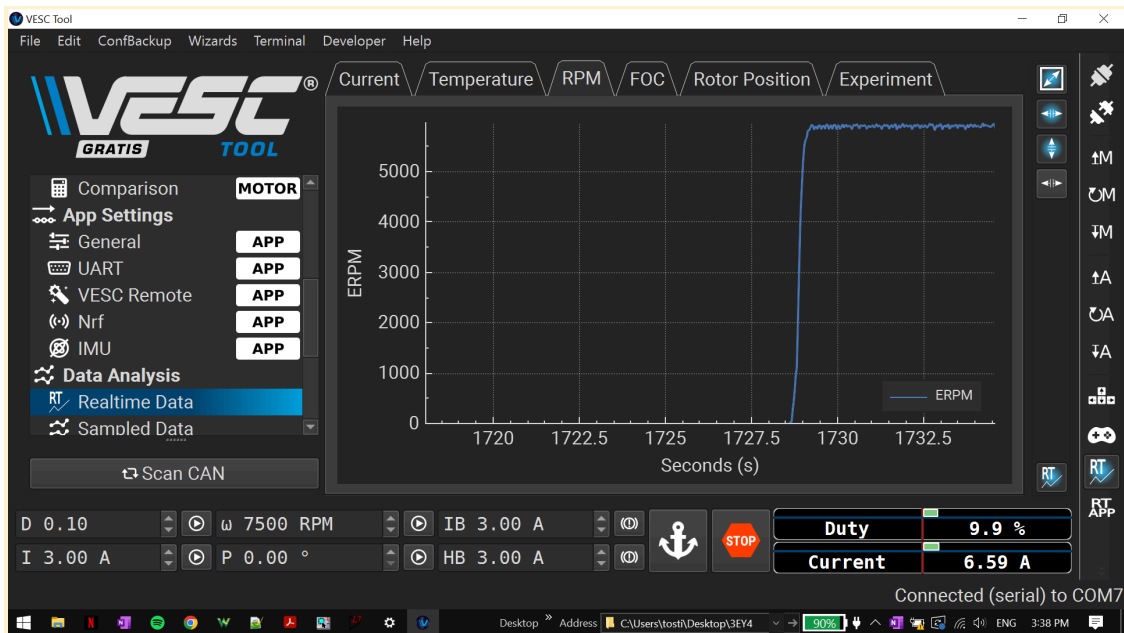 VESC Tool
File Edit ConfBackup Wizards Terminal Developer Help
VESC®
GRATIS TOOL
Comparison MOTOR
App Settings
General APP
UART APP
VESC Remote APP
Nrf APP
IMU APP
Data Analysis
RT Realtime Data
Sampled Data
Scan CAN
Current Temperature RPM FOC Rotor Position Experiment
5000
4000
3000
2000
1000
0
ERPM
ERPM
1720 1722.5 1725 1727.5 1730 1732.5
Seconds (s)
RT
M
M
M
A
A
A
RT
RT
APP
D 0.10 ω 7500 RPM IB 3.00 A
I 3.00 A P 0.00 ° HB 3.00 A
STOP
Duty 9.9 %
Current 6.59 A
Connected (serial) to COM7
Desktop » Address C:\Users\tosti\Desktop\3EY4 90% ENG 3:38 PM